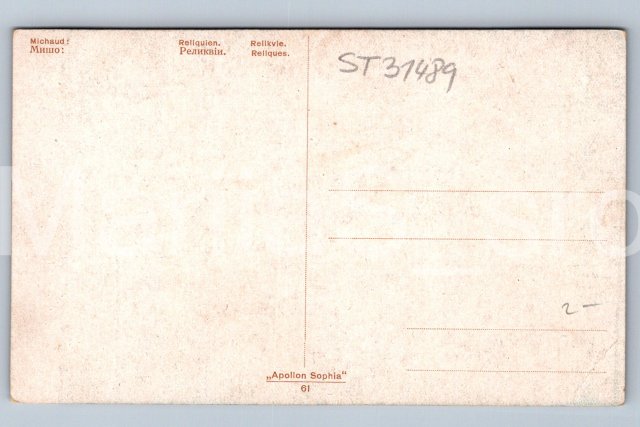 Michaud:
Мишо:
Reliquien. Relikvie.
Реликвіи. Reliques.
ST31489
2–
„Apollon Sophia"
61